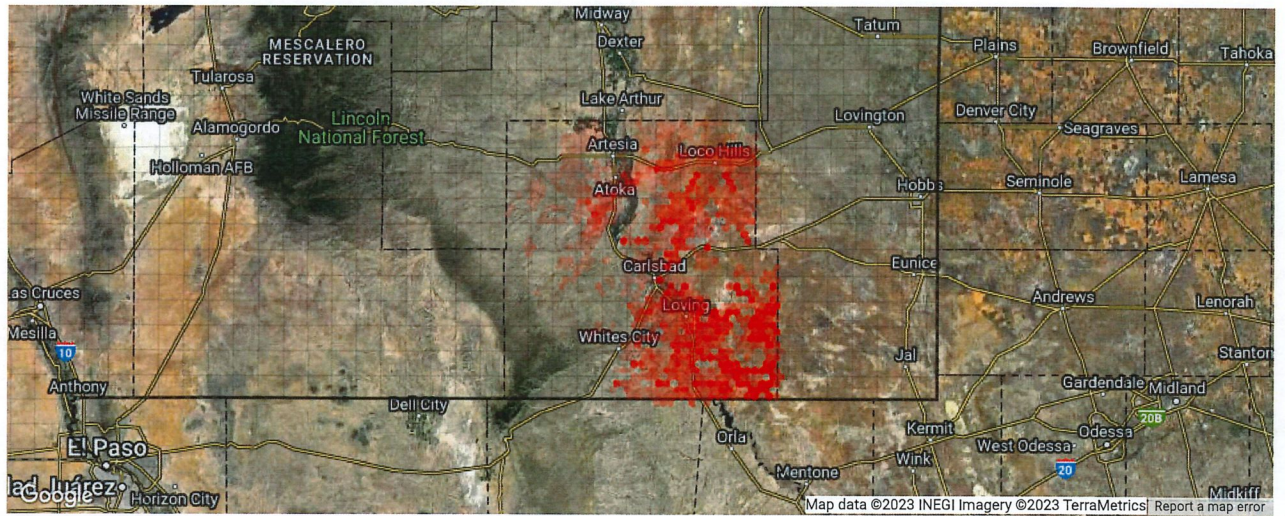 Midway
Tatum
Dexter
Plains
Brownfield
Tahoka
MESCALERO
RESERVATION
Tularosa
White Sands
Missile Range
Lake Arthur
Lincoln
National Forest
Alamogordo
Lovington
Denver City
Seagraves
Artesia
Loco Hills
Holloman AFB
Atoka
Hobbs
Seminole
Lamesa
Carlsbad
Eunice
Las Cruces
Loving
Andrews
Lenorah
Mesilla
Whites City
10
Jal
Stanton
Anthony
Gardendale
Midland
Dell City
20B
El Paso
Orla
Kermit
West Odessa
Odessa
Wink
20
Mentone
dad Juárez
Google
Horizon City
Midkiff
Map data ©2023 INEGI Imagery ©2023 TerraMetrics
Report a map error